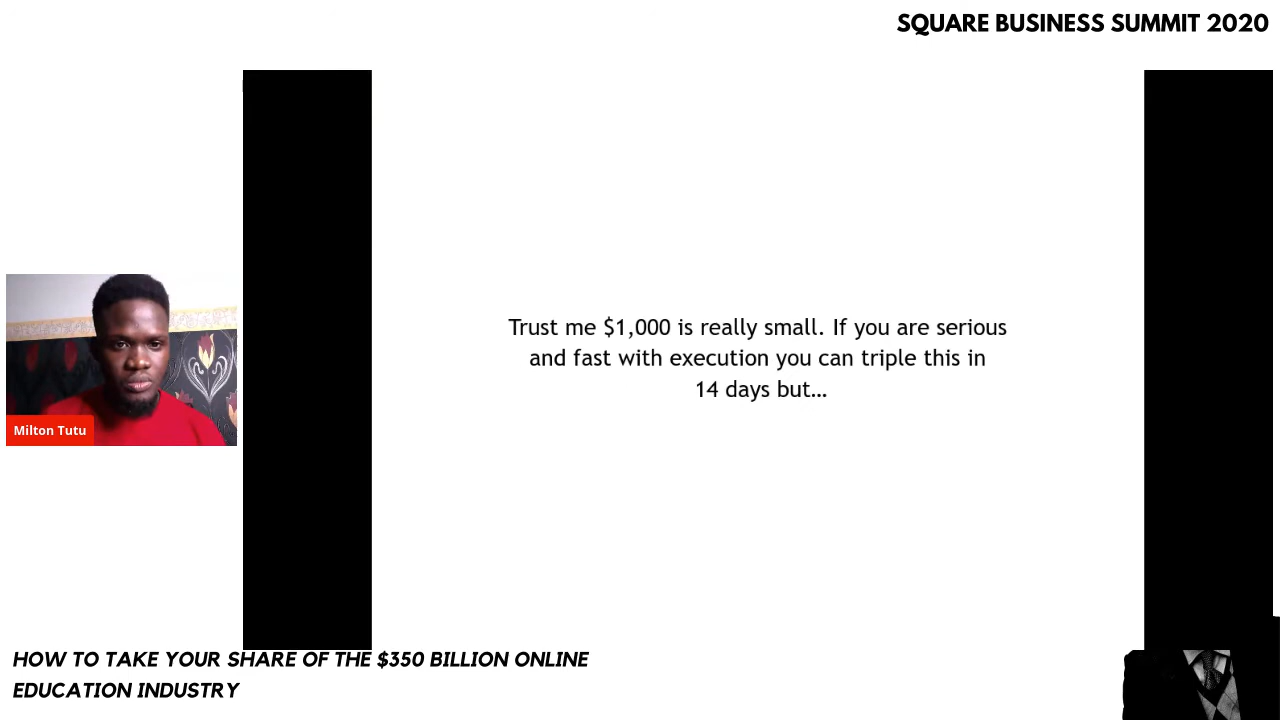 SQUARE BUSINESS SUMMIT 2020
Trust me $1,000 is really small. If you are serious
and fast with execution you can triple this in
14 days but...
Milton Tutu
HOW TO TAKE YOUR SHARE OF THE $350 BILLION ONLINE
EDUCATION INDUSTRY